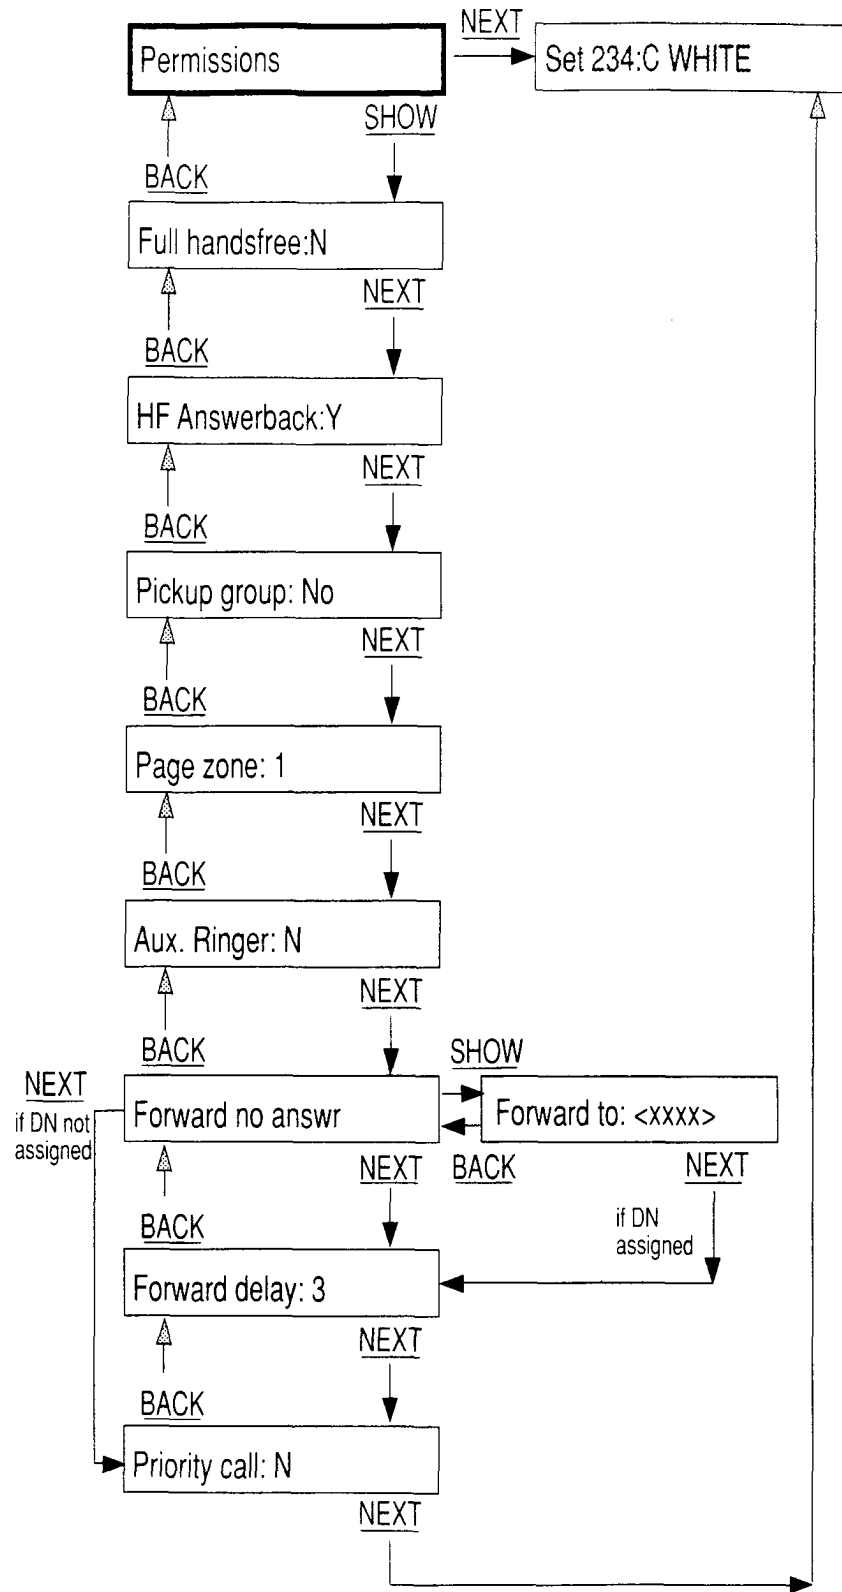 NEXT
Permissions
Set 234:C WHITE
SHOW
BACK
Full handsfree:N
NEXT
BACK
HF Answerback:Y
NEXT
BACK
Pickup group: No
NEXT
BACK
Page zone: 1
NEXT
BACK
Aux. Ringer: N
NEXT
BACK
SHOW
NEXT
if DN not
assigned
Forward no answr
Forward to: <xxxx>
NEXT
BACK
NEXT
if DN
assigned
BACK
Forward delay: 3
NEXT
BACK
Priority call: N
NEXT